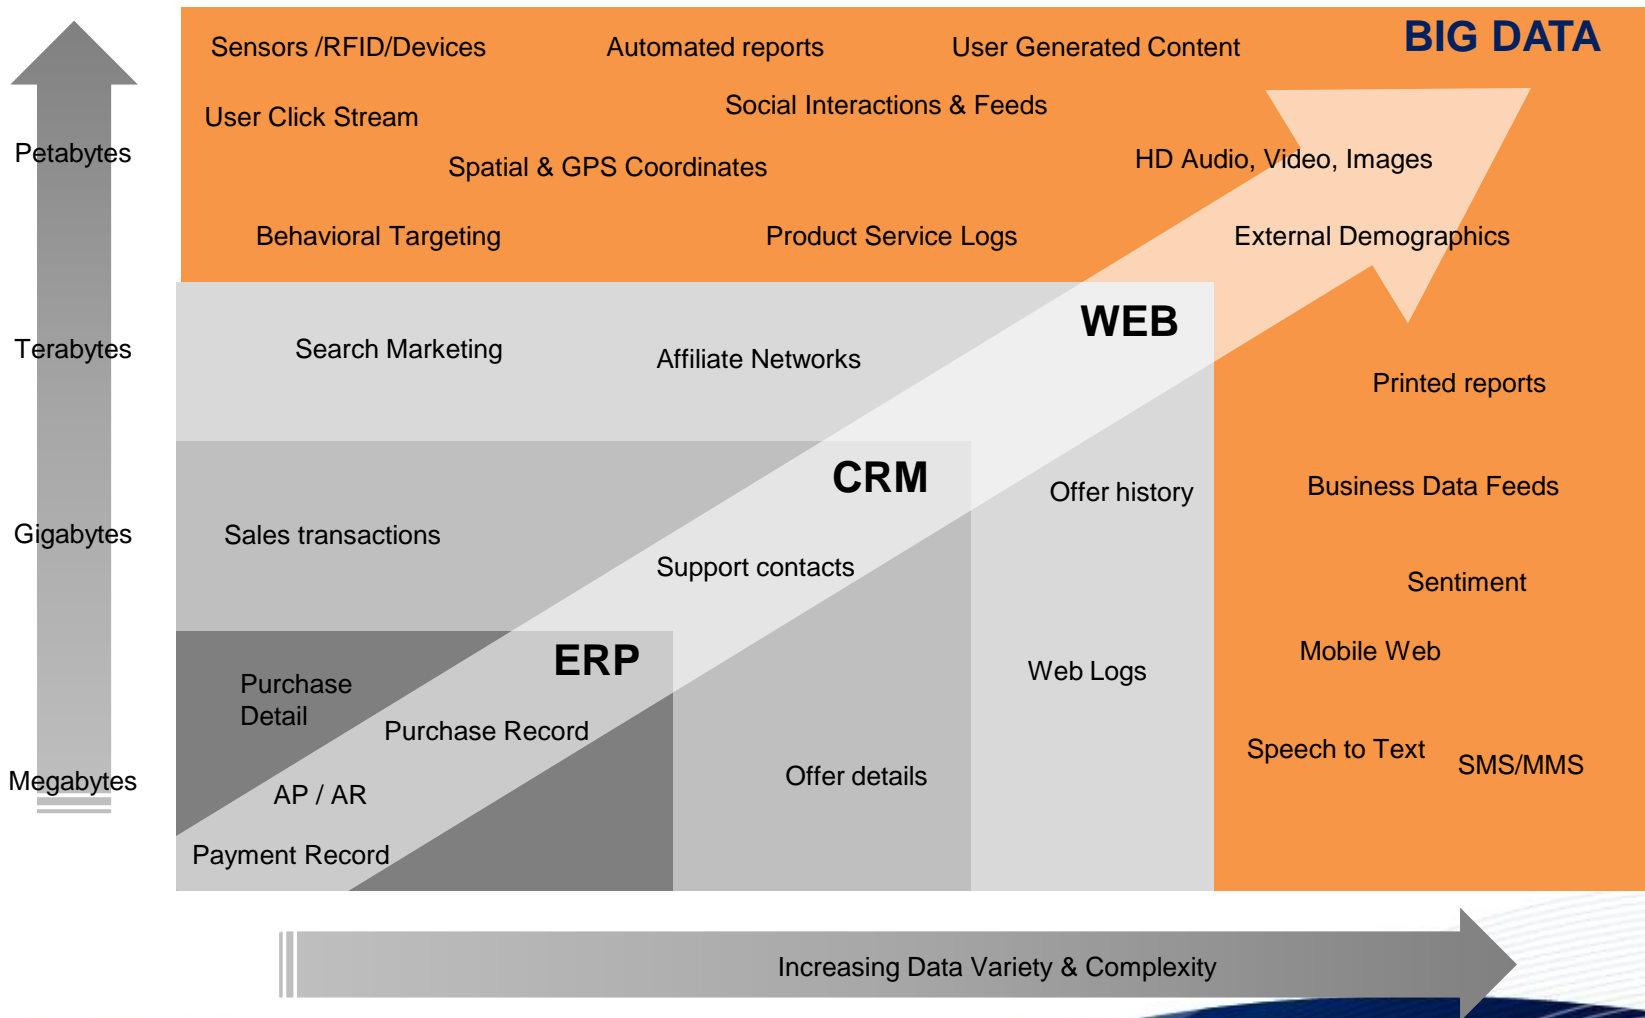 BIG DATA
Sensors /RFID/Devices
Automated reports
User Generated Content
User Click Stream
Social Interactions & Feeds
Petabytes
Spatial & GPS Coordinates
HD Audio, Video, Images
Behavioral Targeting
Product Service Logs
External Demographics
WEB
Terabytes
Search Marketing
Affiliate Networks
Printed reports
CRM
Offer history
Business Data Feeds
Gigabytes
Sales transactions
Support contacts
Sentiment
ERP
Mobile Web
Purchase
Detail
Web Logs
Purchase Record
Speech to Text
SMS/MMS
Megabytes
AP / AR
Offer details
Payment Record
Increasing Data Variety & Complexity